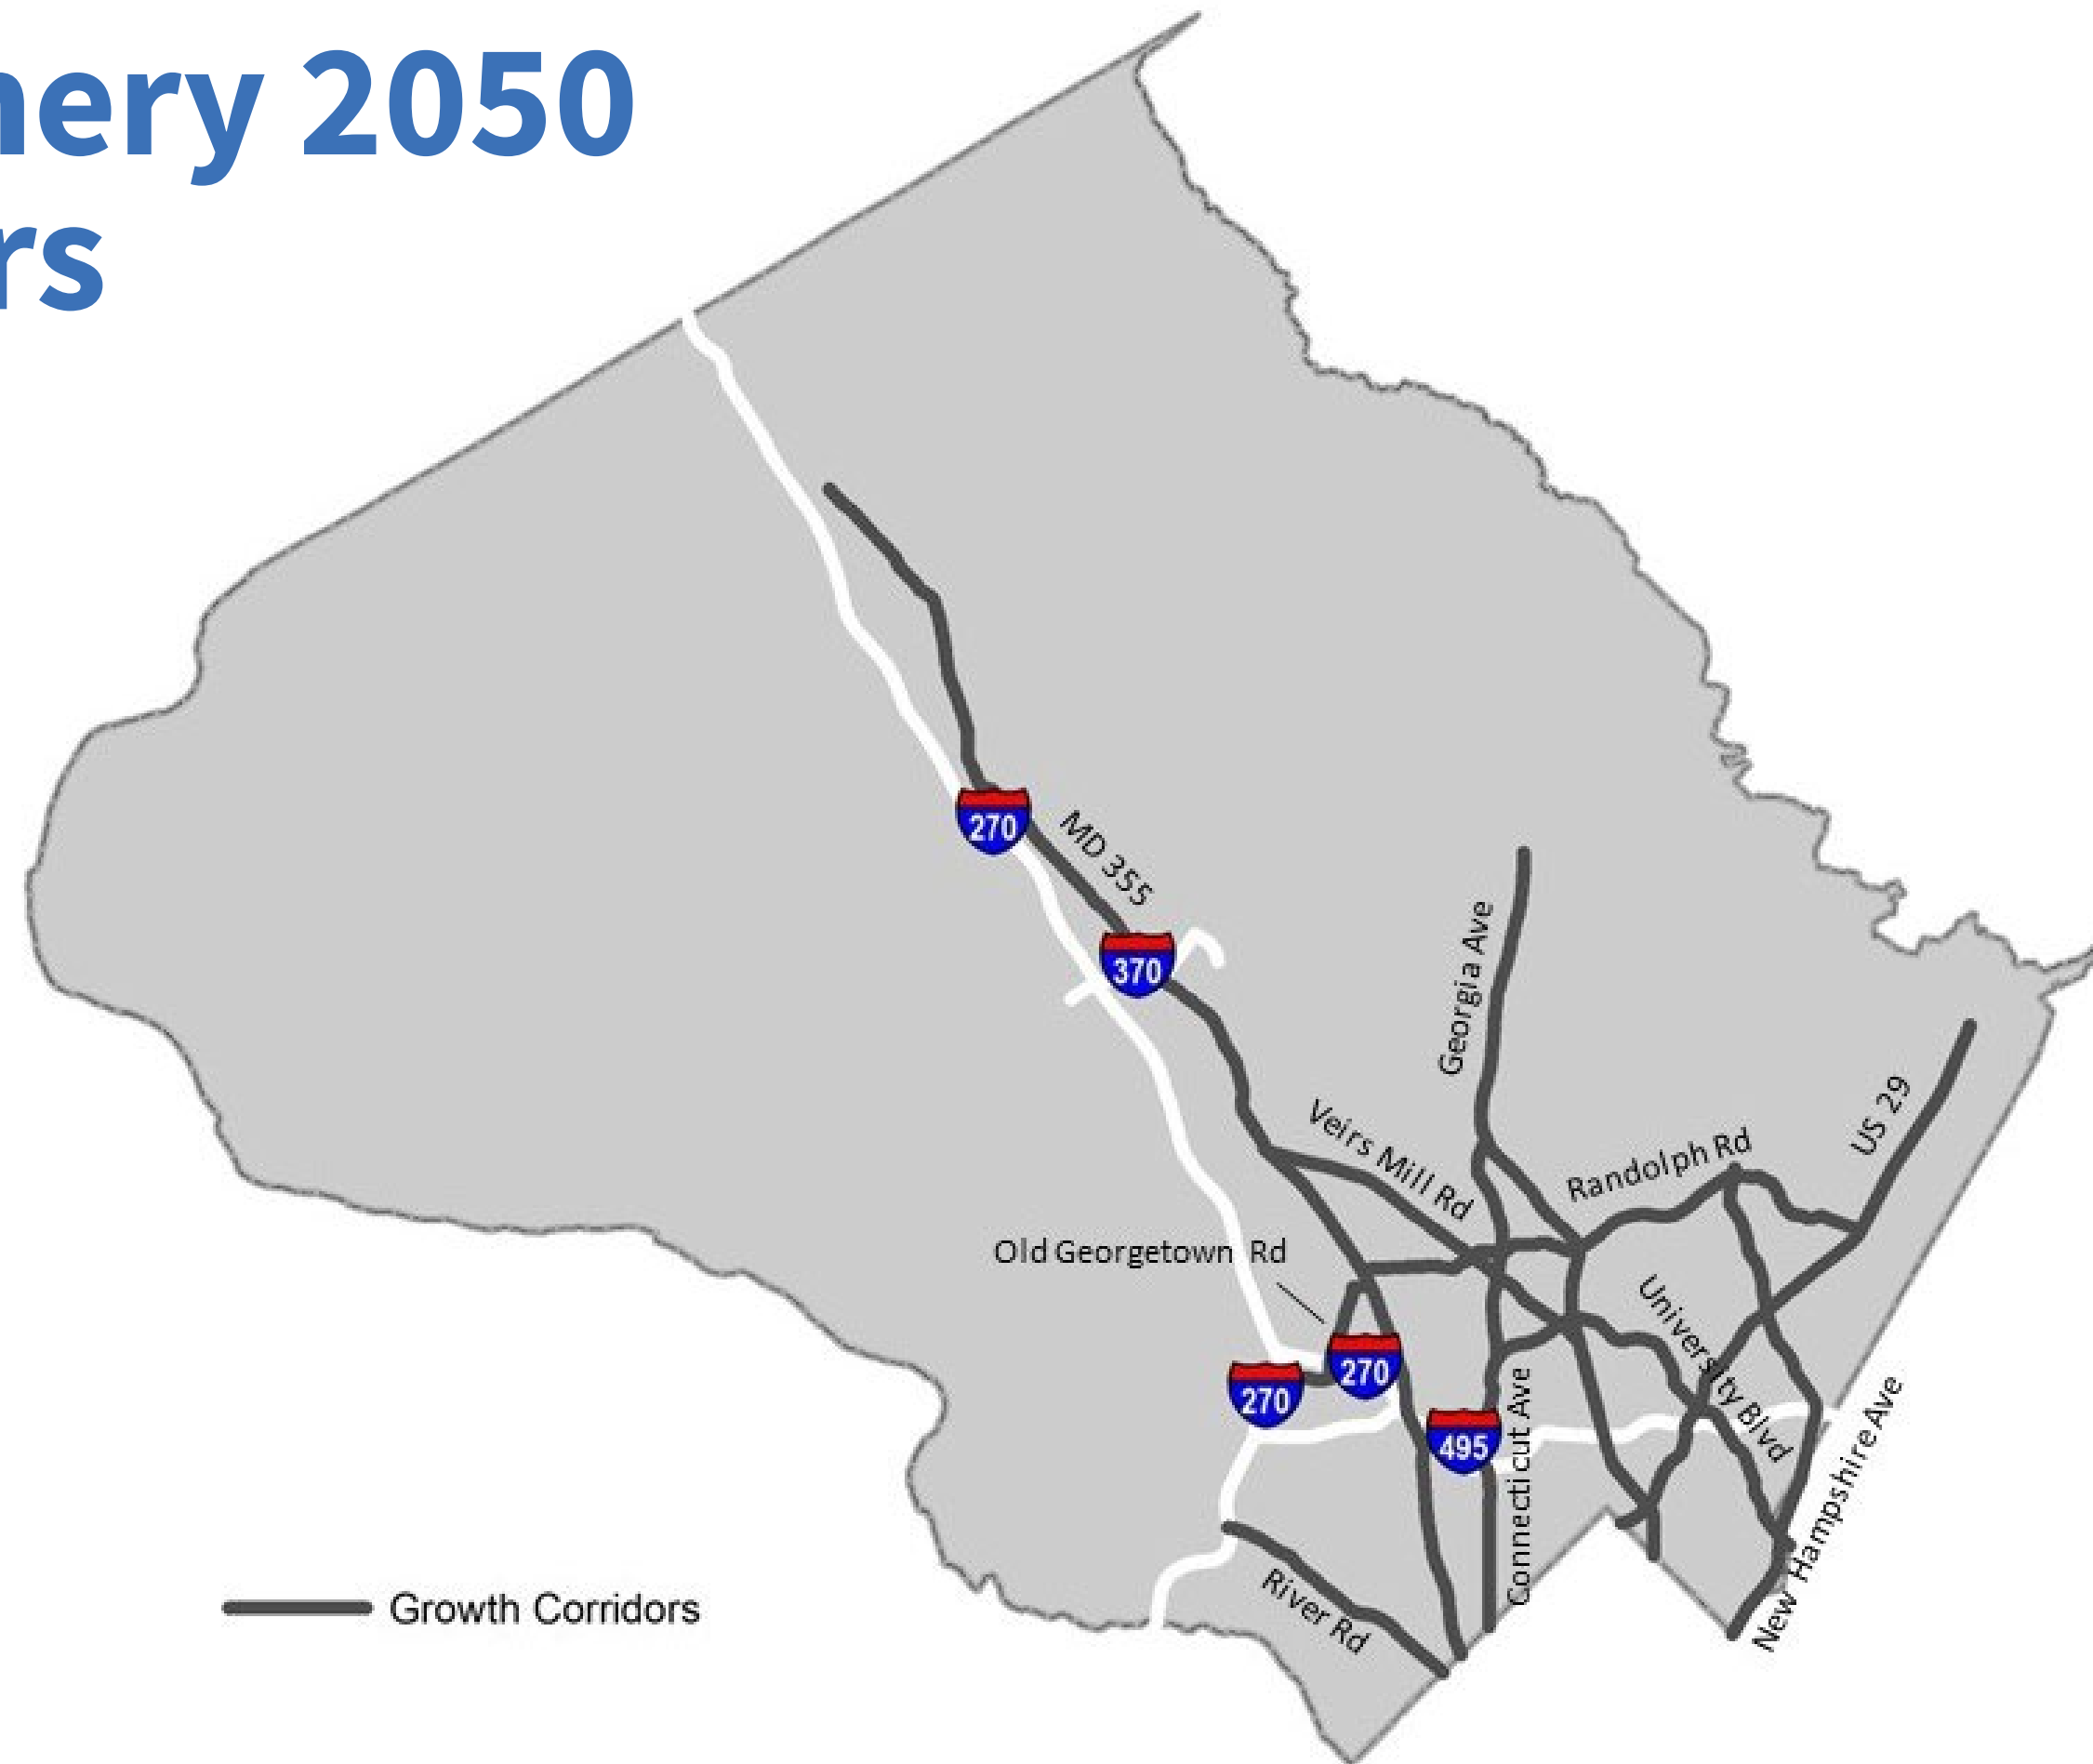 nery 2050
rs
270
MD 355
370
Georgia Ave
US 29
Veirs Mill Rd
Randolph Rd
Old Georgetown Rd
University Blvd
270
270
495
Connecticut Ave
New Hampshire Ave
River Rd
Growth Corridors